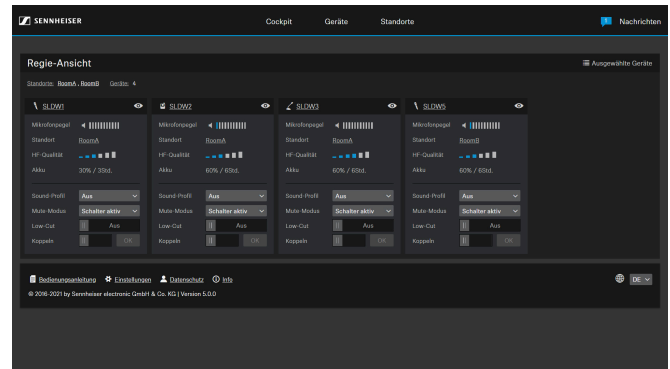 SENNHEISER Cockpit Geräte Standorte Nachrichten
Regie-Ansicht Ausgewählte Geräte
Standorte: RoomA , RoomB Geräte: 4
SLDW1 SLDW2 SLDW3 SLDW5
Mikrofonpegel Mikrofonpegel Mikrofonpegel Mikrofonpegel
Standort RoomA Standort RoomA Standort RoomA Standort RoomB
HF-Qualität HF-Qualität HF-Qualität HF-Qualität
Akku 30% / 3Std. Akku 60% / 6Std. Akku 60% / 6Std. Akku 60% / 6Std.
Sound-Profil Aus Sound-Profil Aus Sound-Profil Aus Sound-Profil Aus
Mute-Modus Schalter aktiv Mute-Modus Schalter aktiv Mute-Modus Schalter aktiv Mute-Modus Schalter aktiv
Low-Cut Aus Low-Cut Aus Low-Cut Aus Low-Cut Aus
Koppeln OK Koppeln OK Koppeln OK Koppeln OK
Bedienungsanleitung Einstellungen Datenschutz Info DE
© 2016-2021 by Sennheiser electronic GmbH & Co. KG | Version 5.0.0